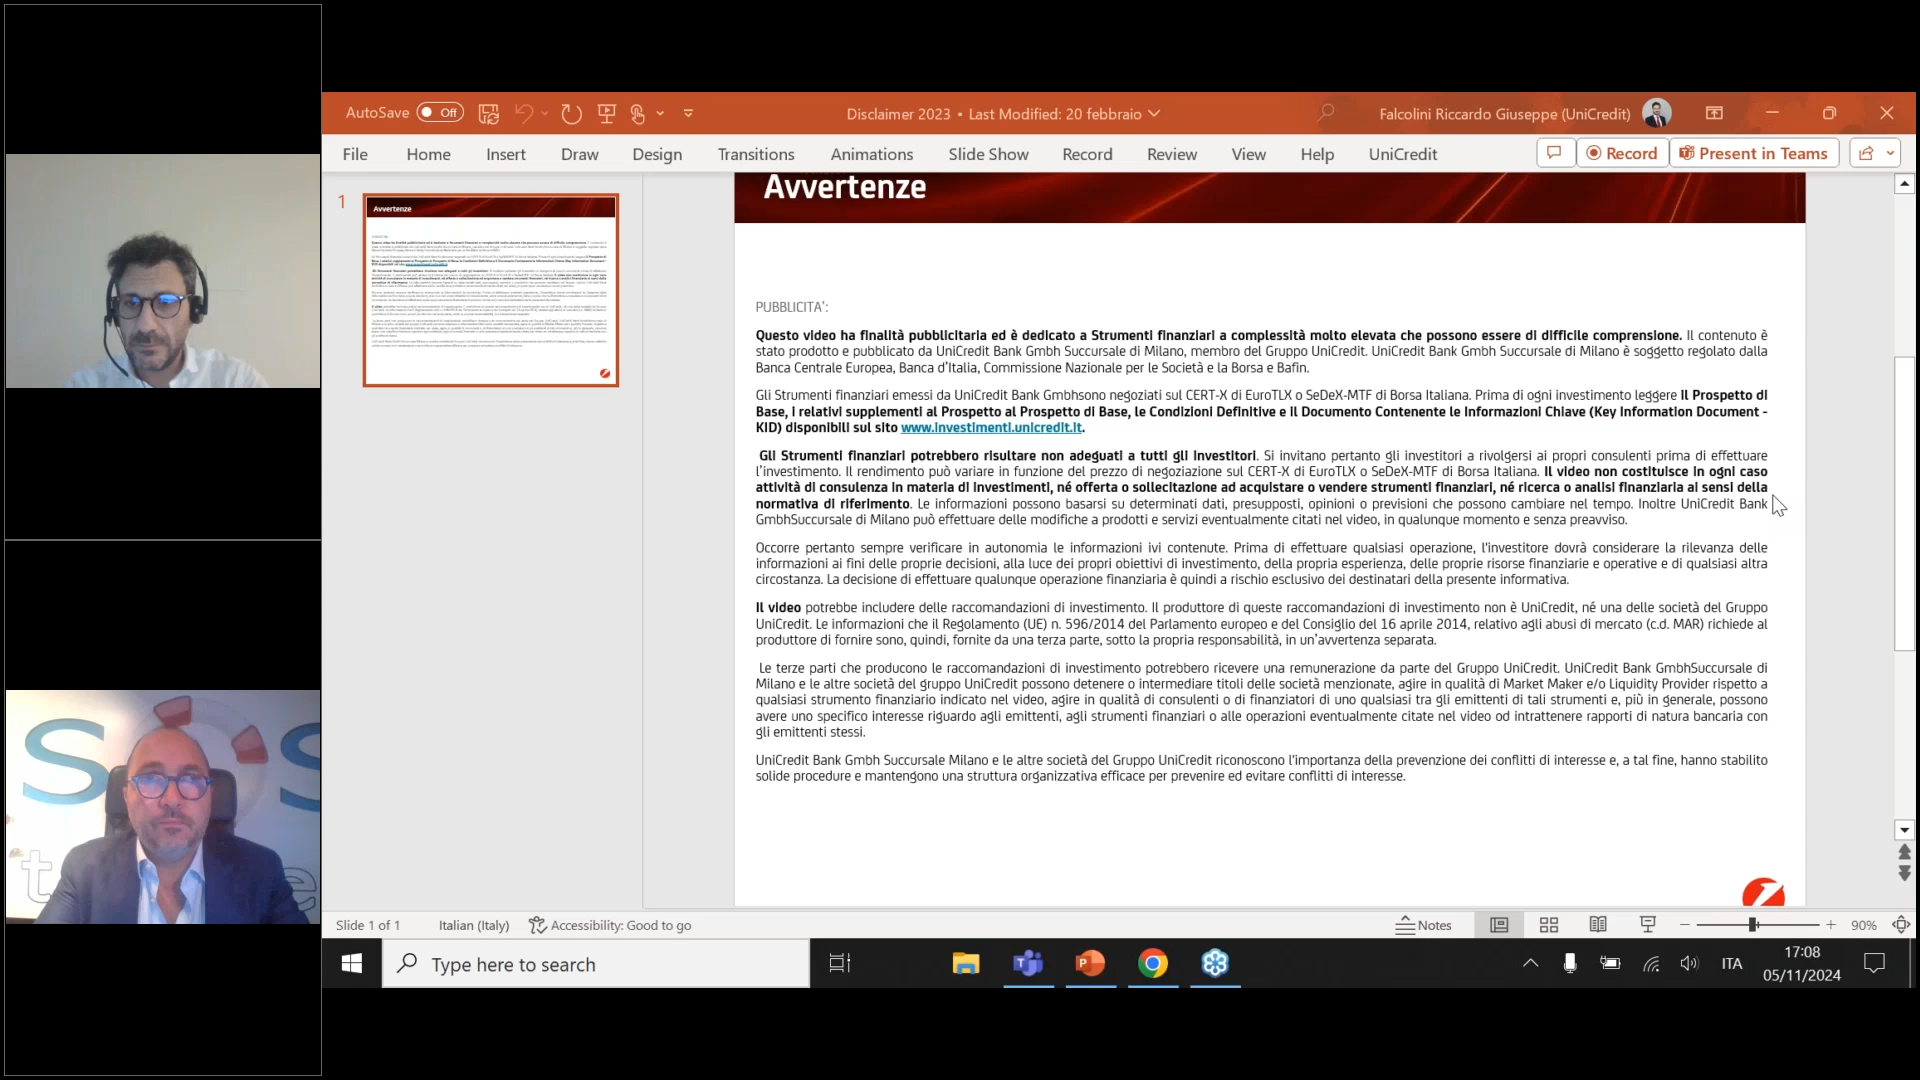 AutoSave Off
Disclaimer 2023 • Last Modified: 20 febbraio
Falcolini Riccardo Giuseppe (UniCredit)
File Home Insert Draw Design Transitions Animations Slide Show Record Review View Help UniCredit
Record
Present in Teams
1
Avvertenze
Avvertenze
PUBBLICITA':
Questo video ha finalità pubblicitaria ed è dedicato a Strumenti finanziari a complessità molto elevata che possono essere di difficile comprensione. Il contenuto è
stato prodotto e pubblicato da UniCredit Bank Gmbh Succursale di Milano, membro del Gruppo UniCredit. UniCredit Bank Gmbh Succursale di Milano è soggetto regolato dalla
Banca Centrale Europea, Banca d'Italia, Commissione Nazionale per le Società e la Borsa e Bafin.
Gli Strumenti finanziari emessi da UniCredit Bank Gmbhsono negoziati sul CERT-X di EuroTLX o SeDeX-MTF di Borsa Italiana. Prima di ogni investimento leggere il Prospetto di
Base, i relativi supplementi al Prospetto al Prospetto di Base, le Condizioni Definitive e il Documento Contenente le Informazioni Chiave (Key Information Document -
KID) disponibili sul sito www.investimenti.unicredit.it.
Gli Strumenti finanziari potrebbero risultare non adeguati a tutti gli investitori. Si invitano pertanto gli investitori a rivolgersi ai propri consulenti prima di effettuare
l'investimento. Il rendimento può variare in funzione del prezzo di negoziazione sul CERT-X di EuroTLX o SeDeX-MTF di Borsa Italiana. Il video non costituisce in ogni caso
attività di consulenza in materia di investimenti, né offerta o sollecitazione ad acquistare o vendere strumenti finanziari, né ricerca o analisi finanziaria ai sensi della
normativa di riferimento. Le informazioni possono basarsi su determinati dati, presupposti, opinioni o previsioni che possono cambiare nel tempo. Inoltre UniCredit Bank
GmbhSuccursale di Milano può effettuare delle modifiche a prodotti e servizi eventualmente citati nel video, in qualunque momento e senza preavviso.
Occorre pertanto sempre verificare in autonomia le informazioni ivi contenute. Prima di effettuare qualsiasi operazione, l'investitore dovrà considerare la rilevanza delle
informazioni ai fini delle proprie decisioni, alla luce dei propri obiettivi di investimento, della propria esperienza, delle proprie risorse finanziarie e operative e di qualsiasi altra
circostanza. La decisione di effettuare qualunque operazione finanziaria è quindi a rischio esclusivo dei destinatari della presente informativa.
Il video potrebbe includere delle raccomandazioni di investimento. Il produttore di queste raccomandazioni di investimento non è UniCredit, né una delle società del Gruppo
UniCredit. Le informazioni che il Regolamento (UE) n. 596/2014 del Parlamento europeo e del Consiglio del 16 aprile 2014, relativo agli abusi di mercato (c.d. MAR) richiede al
produttore di fornire sono, quindi, fornite da una terza parte, sotto la propria responsabilità, in un'avvertenza separata.
Le terze parti che producono le raccomandazioni di investimento potrebbero ricevere una remunerazione da parte del Gruppo UniCredit. UniCredit Bank GmbhSuccursale di
Milano e le altre società del gruppo UniCredit possono detenere o intermediare titoli delle società menzionate, agire in qualità di Market Maker e/o Liquidity Provider rispetto a
qualsiasi strumento finanziario indicato nel video, agire in qualità di consulenti o di finanziatori di uno qualsiasi tra gli emittenti di tali strumenti e, più in generale, possono
avere uno specifico interesse riguardo agli emittenti, agli strumenti finanziari o alle operazioni eventualmente citate nel video od intrattenere rapporti di natura bancaria con
gli emittenti stessi.
UniCredit Bank Gmbh Succursale Milano e le altre società del Gruppo UniCredit riconoscono l'importanza della prevenzione dei conflitti di interesse e, a tal fine, hanno stabilito
solide procedure e mantengono una struttura organizzativa efficace per prevenire ed evitare conflitti di interesse.
Slide 1 of 1 Italian (Italy) Accessibility: Good to go
Notes
90%
Type here to search
ITA
17:08
05/11/2024